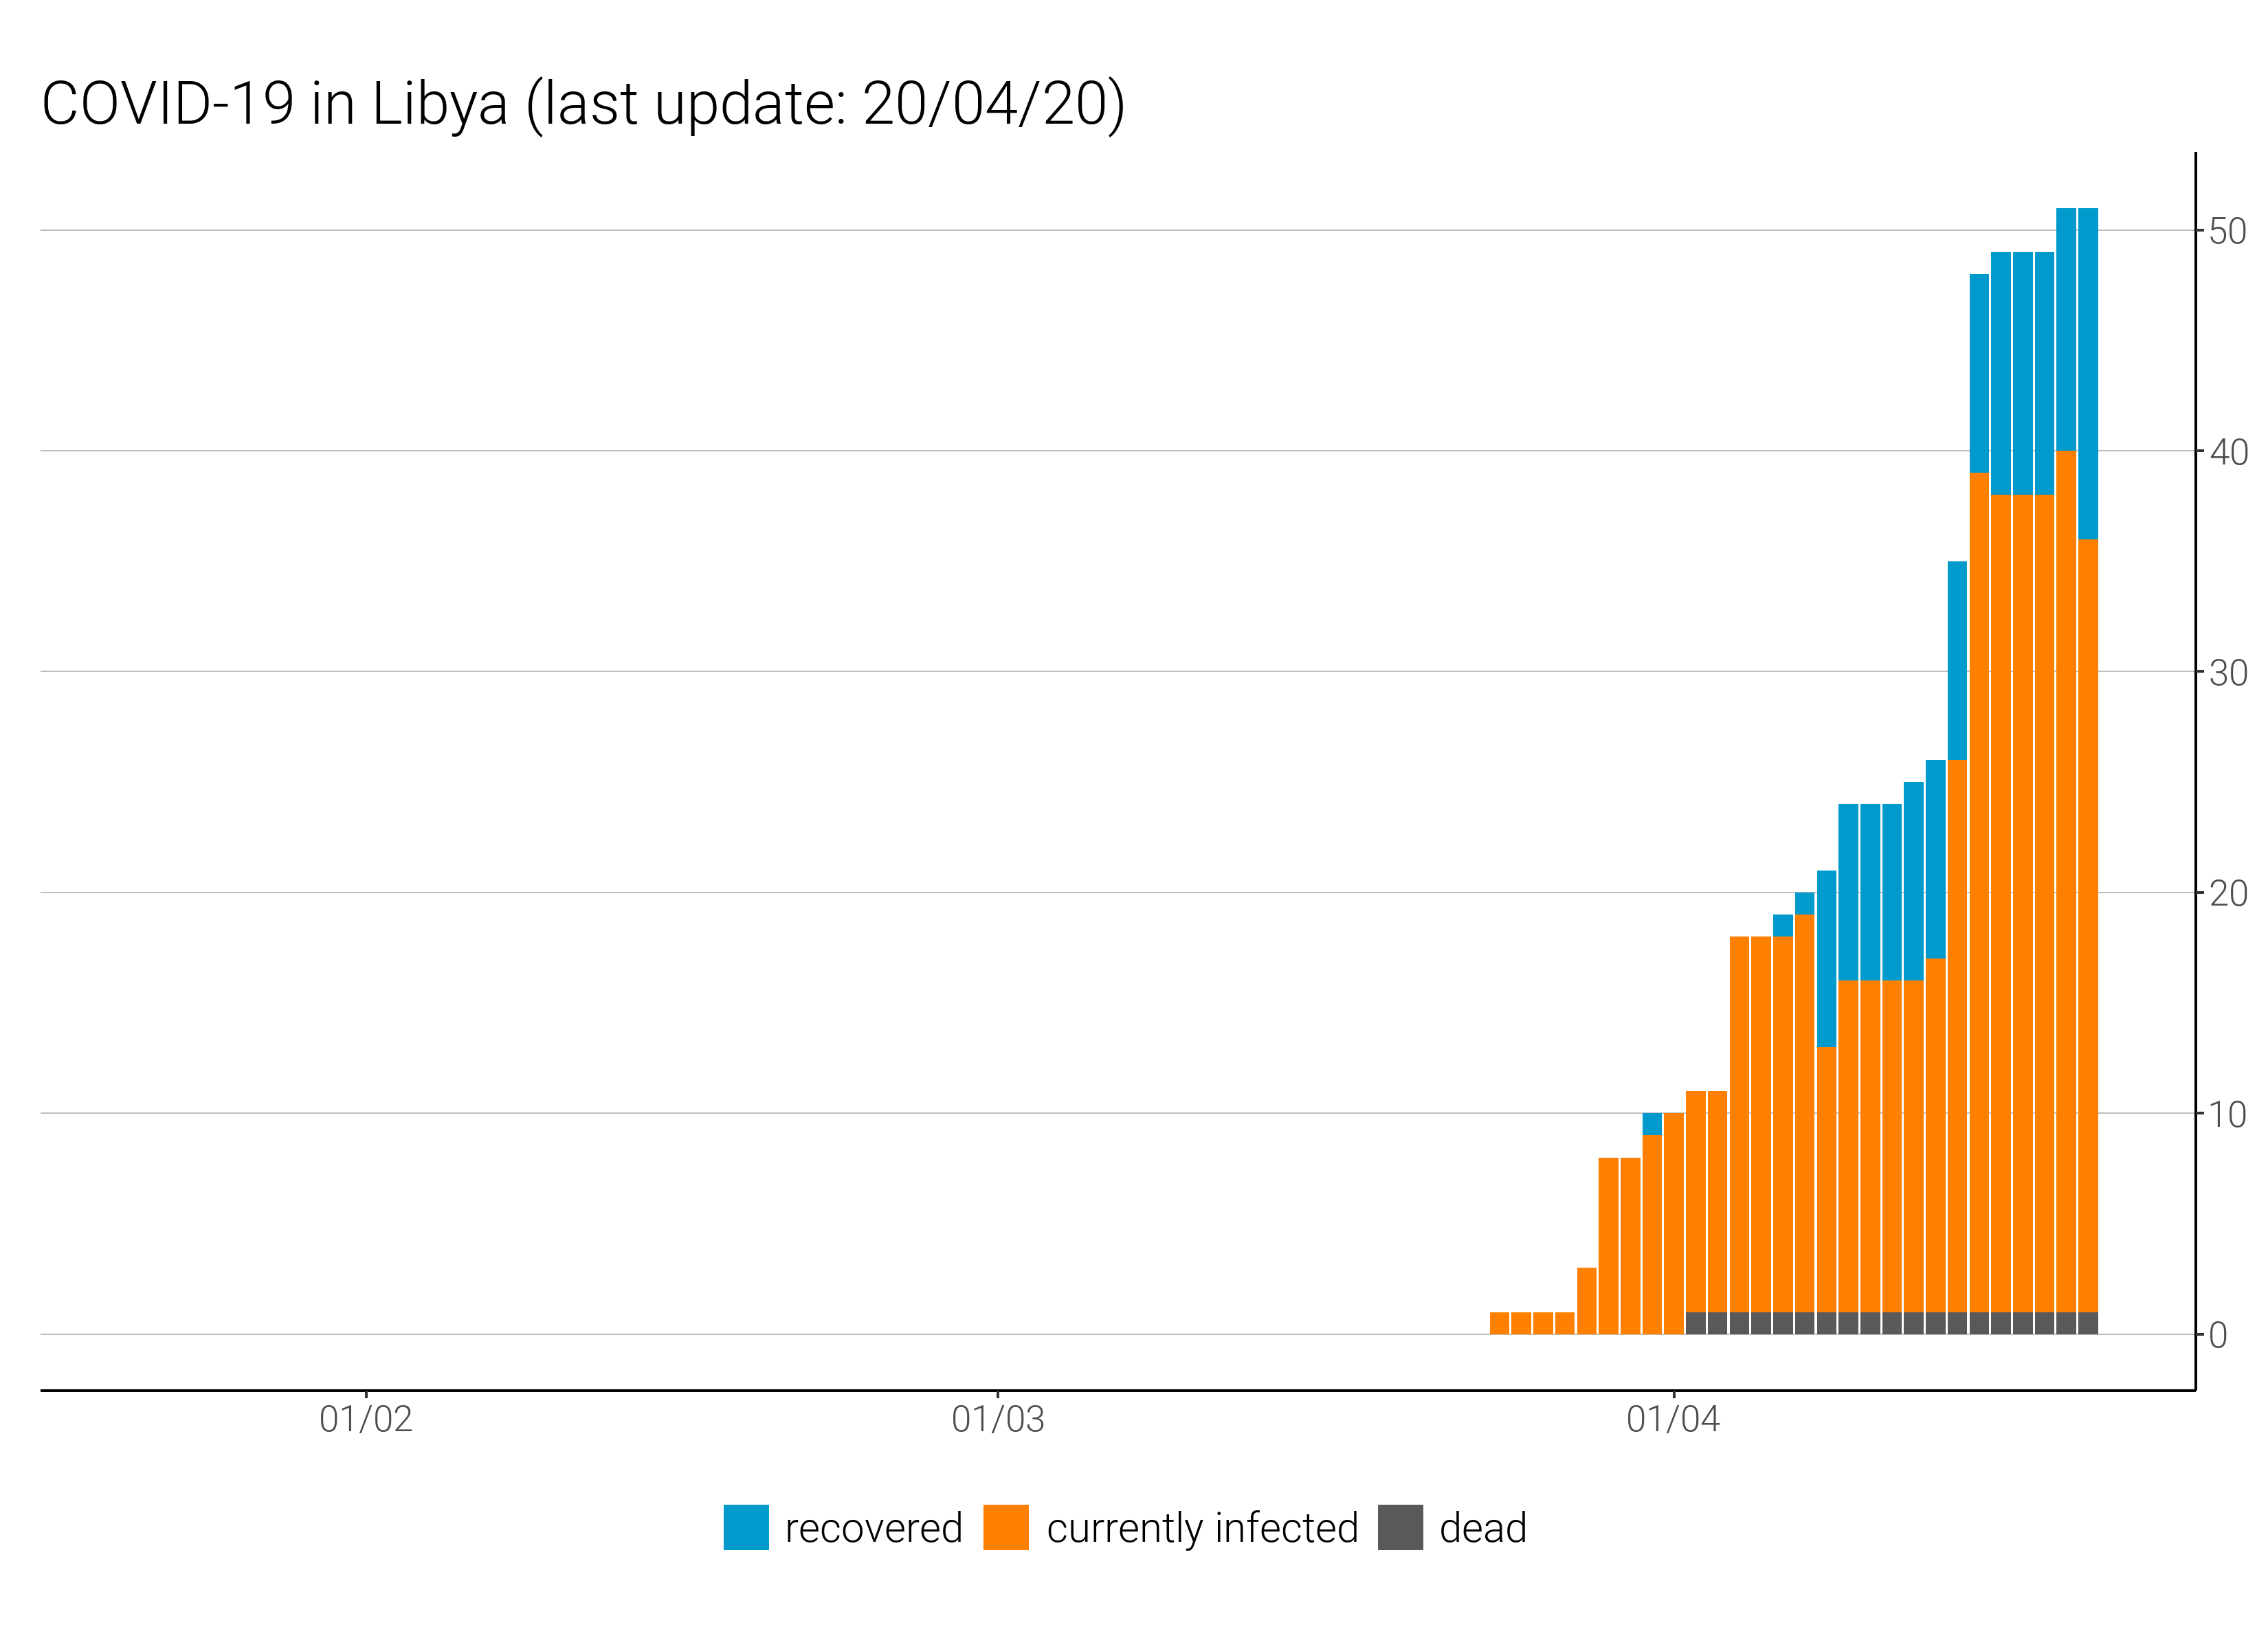 COVID-19 in Libya (last update: 20/04/20)
50
40
30
20
10
0
01/02 01/03 01/04
recovered currently infected dead